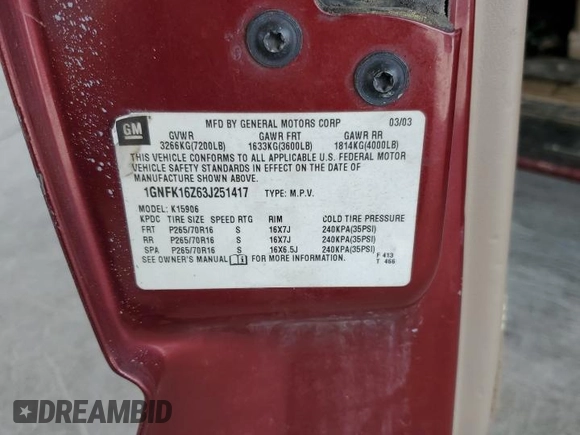 GM
MFD BY GENERAL MOTORS CORP 03/03
GVWR GAWR FRT GAWR RR
3266KG(7200LB) 1633KG(3600LB) 1814KG(4000LB)
THIS VEHICLE CONFORMS TO ALL APPLICABLE U.S. FEDERAL MOTOR
VEHICLE SAFETY STANDARDS IN EFFECT ON THE DATE OF
MANUFACTURE SHOWN ABOVE.
1GNFK16Z63J251417 TYPE: M.P.V.
MODEL: K15906
KPDC TIRE SIZE SPEED RTG RIM COLD TIRE PRESSURE
FRT P265/70R16 S 16X7J 240KPA(35PSI)
RR P265/70R16 S 16X7J 240KPA(35PSI)
SPA P265/70R16 S 16X6.5J 240KPA(35PSI)
SEE OWNER'S MANUAL FOR MORE INFORMATION.
F 413
T 466
DREAMBID